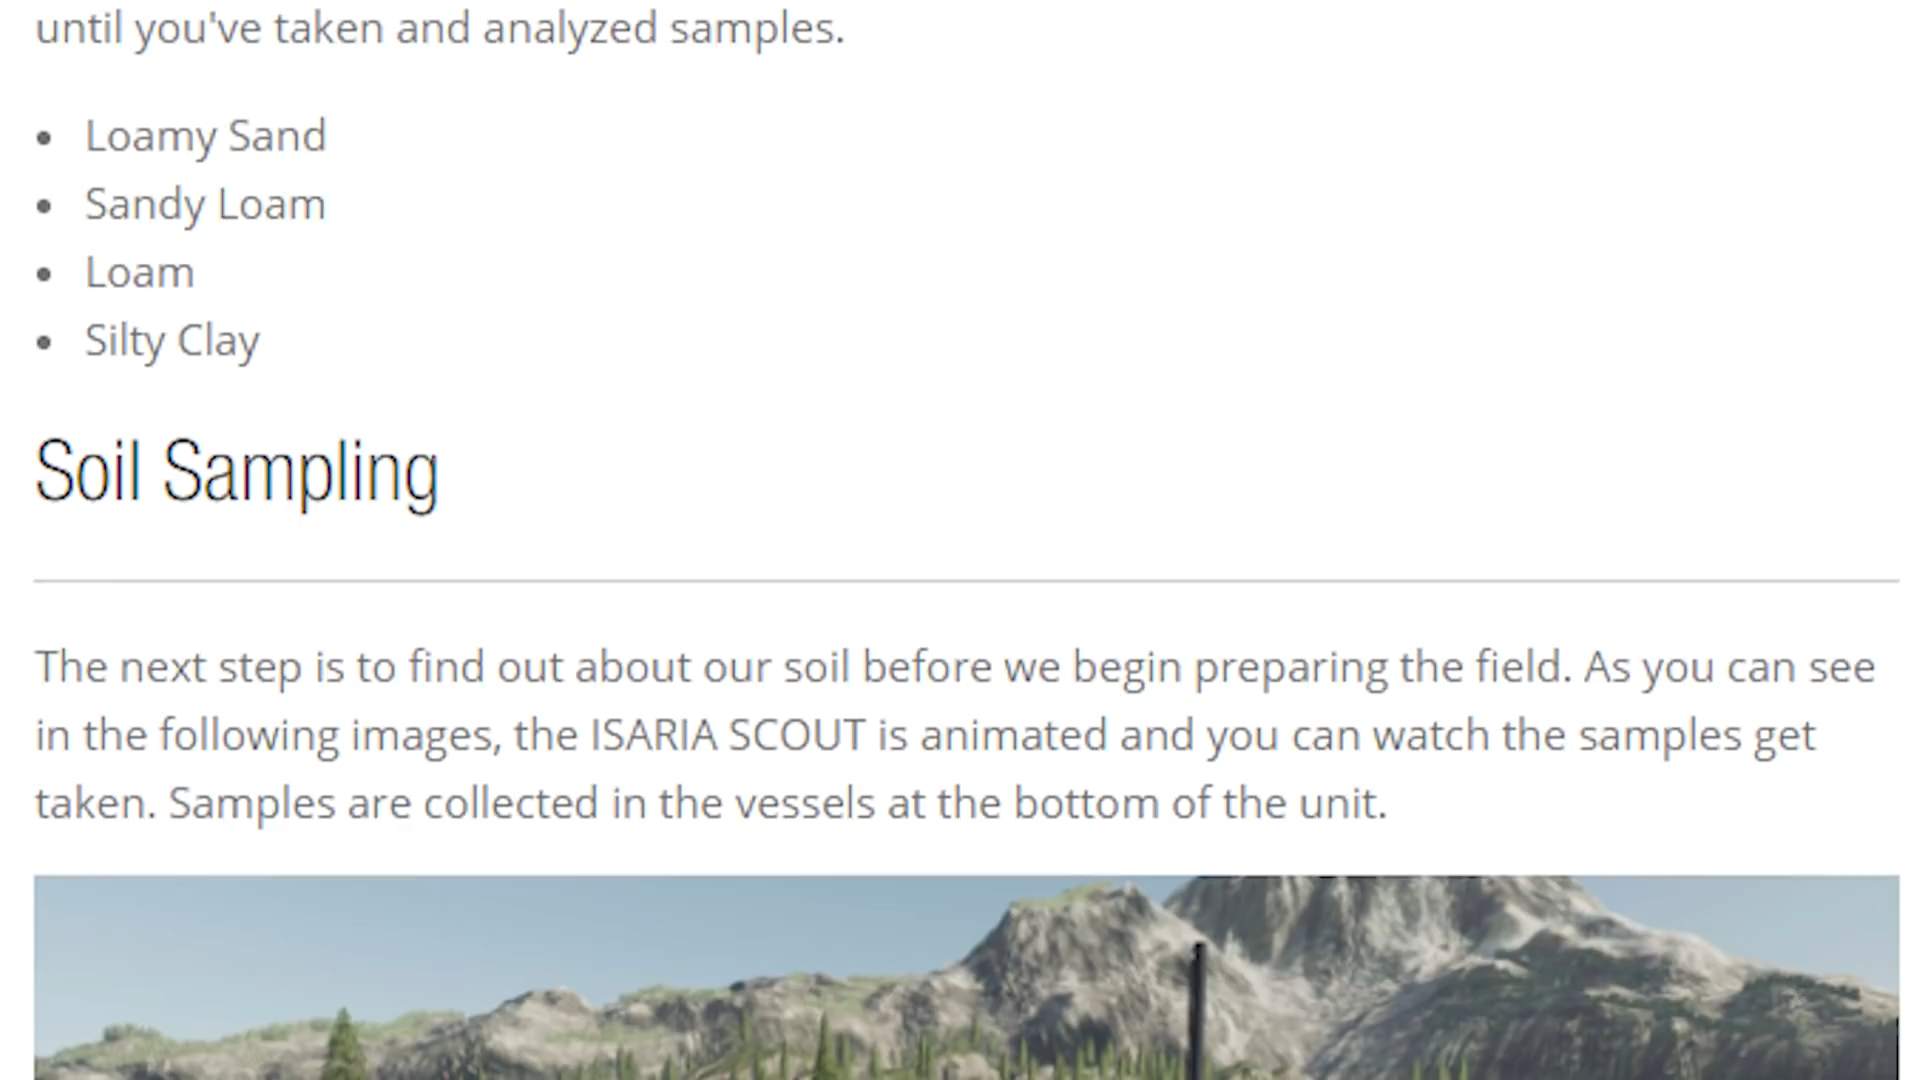 until you've taken and analyzed samples.
Loamy Sand
Sandy Loam
Loam
Silty Clay
Soil Sampling
The next step is to find out about our soil before we begin preparing the field. As you can see
in the following images, the ISARIA SCOUT is animated and you can watch the samples get
taken. Samples are collected in the vessels at the bottom of the unit.